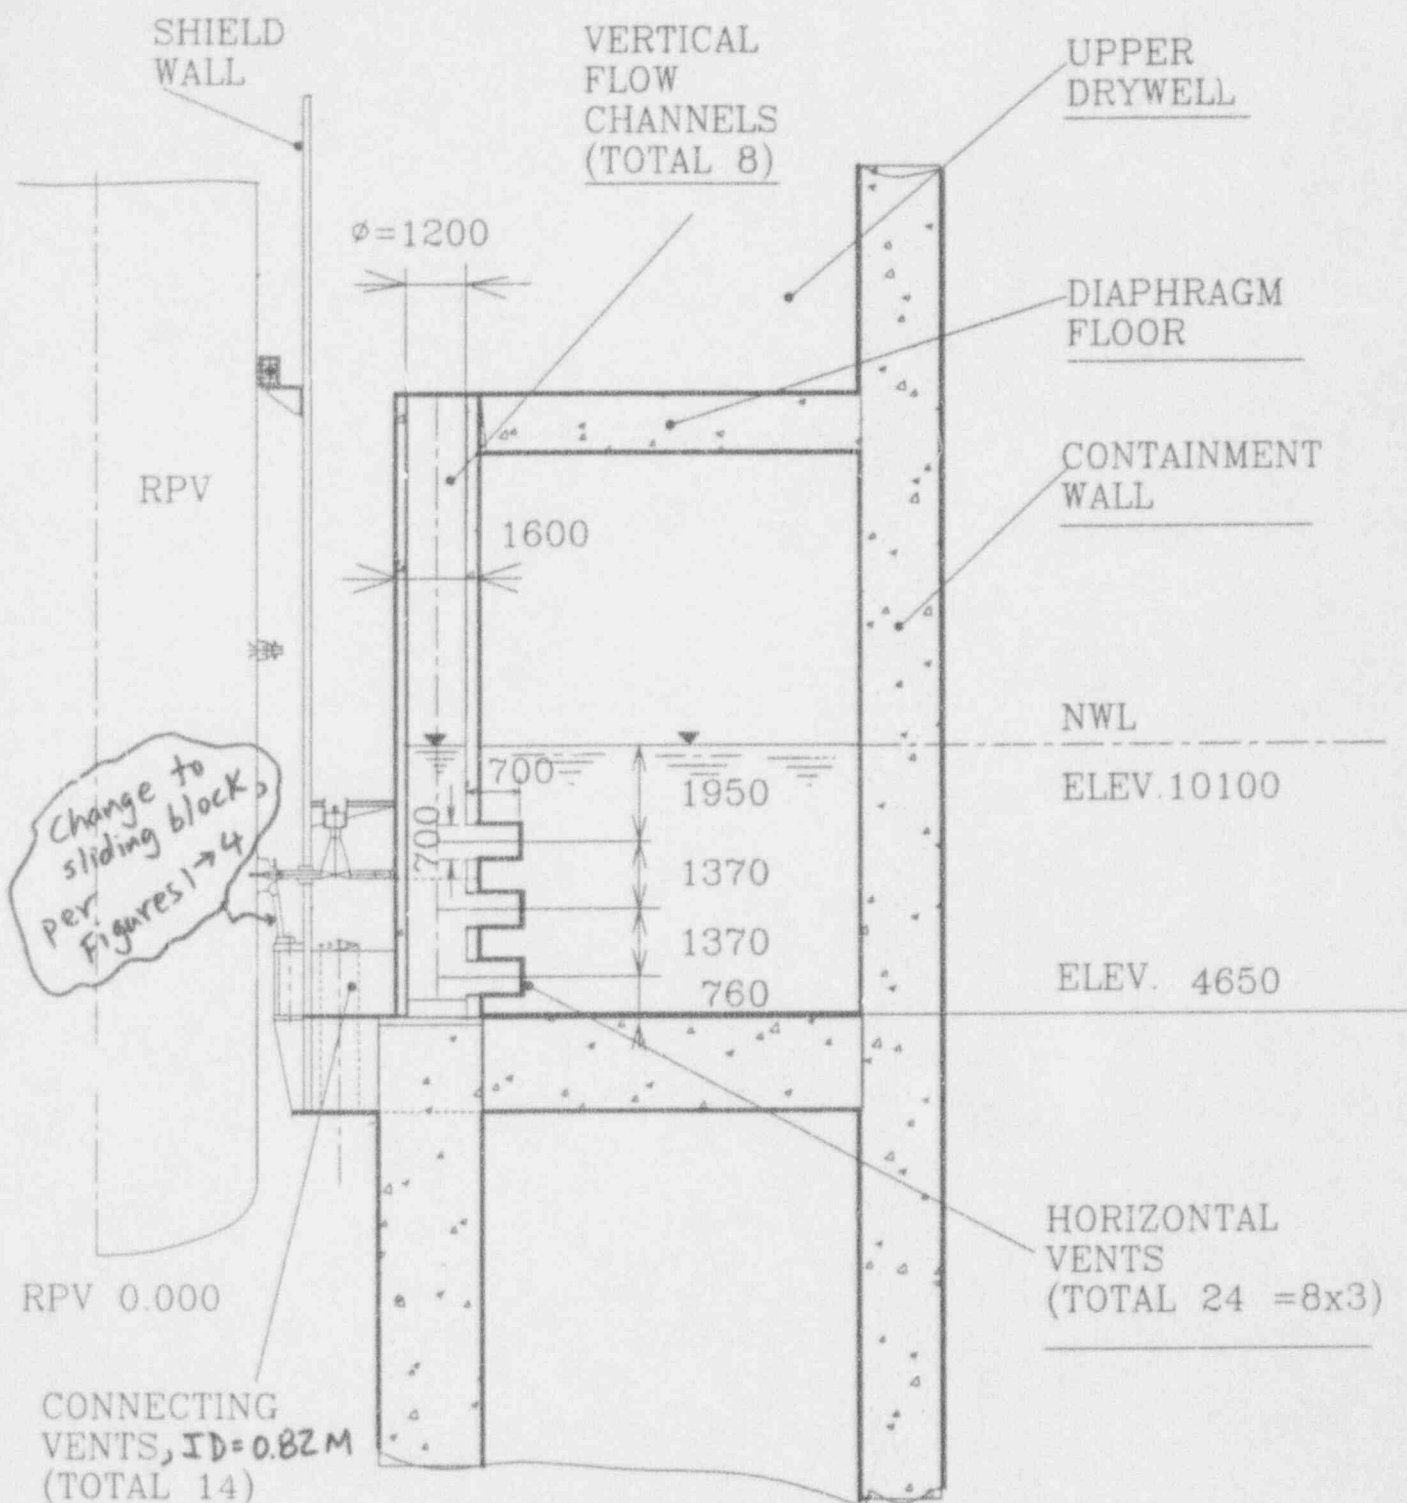 SHIELD
WALL
VERTICAL
FLOW
CHANNELS
(TOTAL 8)
UPPER
DRYWELL
ø=1200
DIAPHRAGM
FLOOR
CONTAINMENT
WALL
RPV
1600
NWL
ELEV.10100
700
1950
700
1370
1370
760
ELEV. 4650
Change to
sliding block,
per
Figures 1→4
HORIZONTAL
VENTS
(TOTAL 24 =8x3)
RPV 0.000
CONNECTING
VENTS, ID=0.82M
(TOTAL 14)